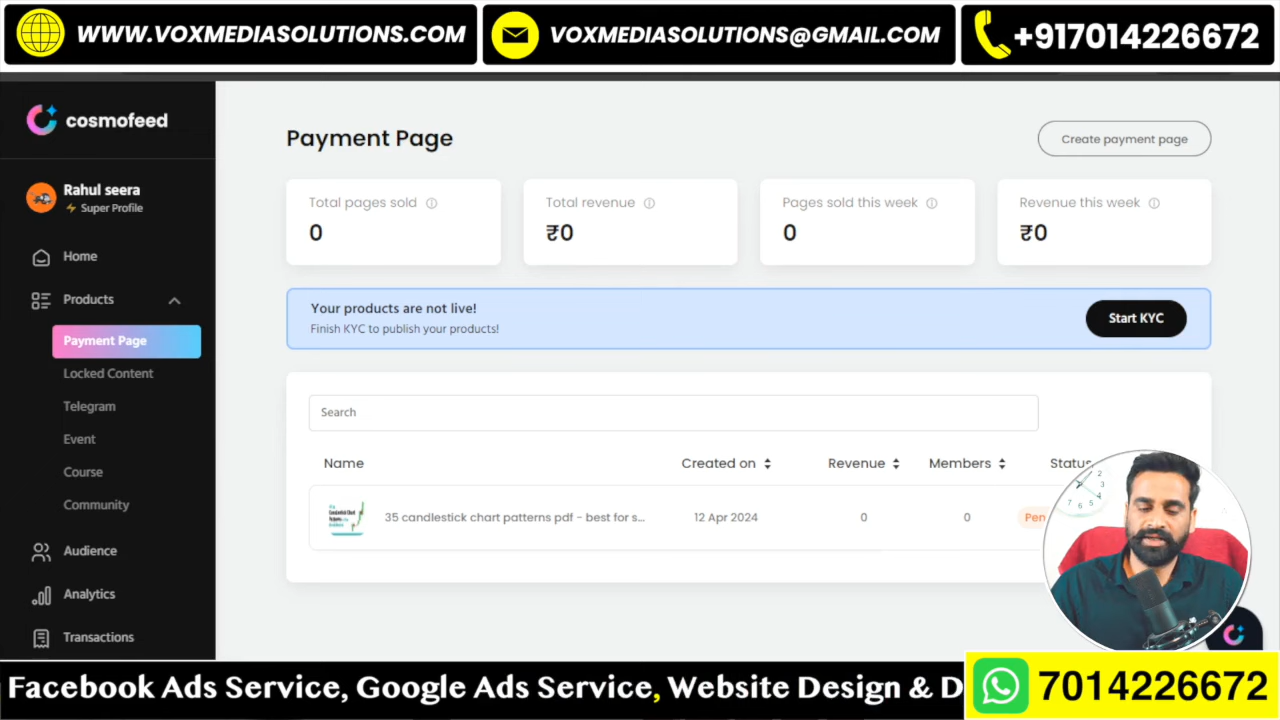 WWW.VOXMEDIASOLUTIONS.COM
VOXMEDIASOLUTIONS@GMAIL.COM
+917014226672
cosmofeed
Rahul seera
Super Profile
Home
Products
Payment Page
Locked Content
Telegram
Event
Course
Community
Audience
Analytics
Transactions
Payment Page
Create payment page
Total pages sold
0
Total revenue
₹0
Pages sold this week
0
Revenue this week
₹0
Your products are not live!
Finish KYC to publish your products!
Start KYC
Search
Name Created on Revenue Members Status
35 candlestick chart patterns pdf - best for s... 12 Apr 2024 0 0 Pen
Facebook Ads Service, Google Ads Service, Website Design & D
7014226672